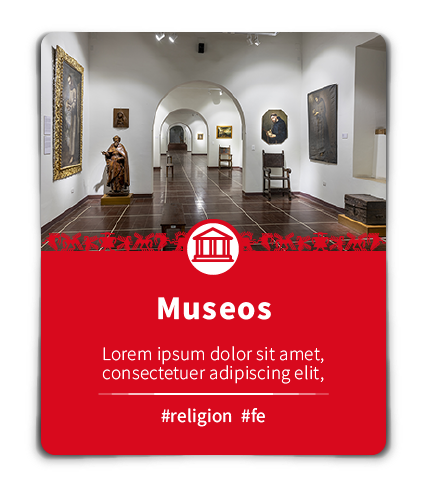 Museos
Lorem ipsum dolor sit amet,
consectetuer adipiscing elit,
#religion #fe